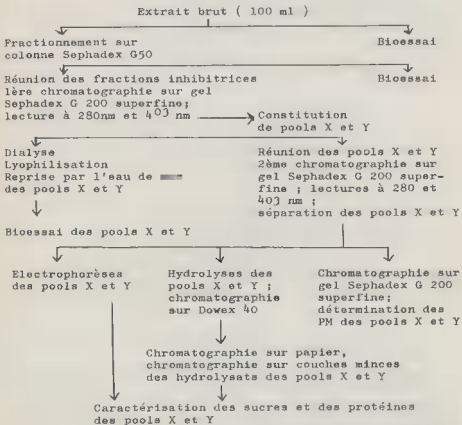 Extrait brut ( 100 ml )
Fractionnement sur
colonne Sephadex G50
Bioessai
Réunion des fractions inhibitrices
1ère chromatographie sur gel
Sephadex G 200 superfine;
lecture à 280nm et 403 nm
Bioessai
Constitution
de pools X et Y
Dialyse
Lyophilisation
Reprise par l'eau de
des pools X et Y
Réunion des pools X et Y
2ème chromatographie sur
gel Sephadex G 200 super-
fine ; lectures à 280 et
403 nm ;
séparation des pools X et Y
Bioessai des pools X et Y
Electrophorèses
des pools X et Y
Hydrolyses des
pools X et Y ;
chromatographie
sur Dowex 40
Chromatographie sur
gel Sephadex G 200
superfine;
détermination des
PM des pools X et Y
Chromatographie sur papier,
chromatographie sur couches minces
des hydrolysats des pools X et Y
Caractérisation des sucres et des protéines
des pools X et Y